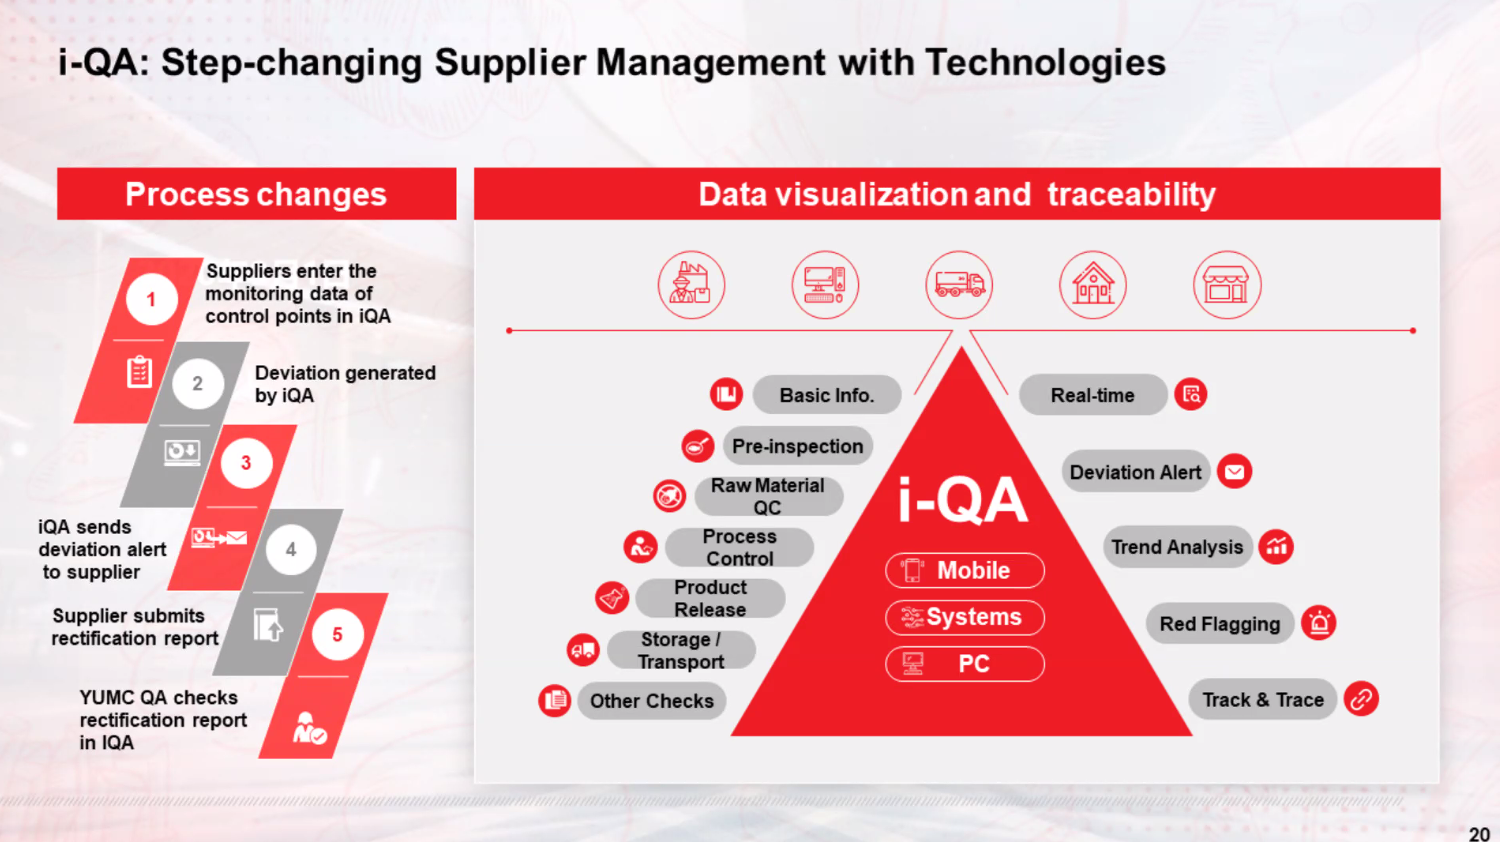 i-QA: Step-changing Supplier Management with Technologies
Process changes
1
Suppliers enter the
monitoring data of
control points in iQA
2
Deviation generated
by iQA
3
iQA sends
deviation alert
to supplier
4
Supplier submits
rectification report
5
YUMC QA checks
rectification report
in IQA
Data visualization and traceability
Basic Info.
Pre-inspection
Raw Material
QC
Process
Control
Product
Release
Storage /
Transport
Other Checks
i-QA
Mobile
Systems
PC
Real-time
Deviation Alert
Trend Analysis
Red Flagging
Track & Trace
20